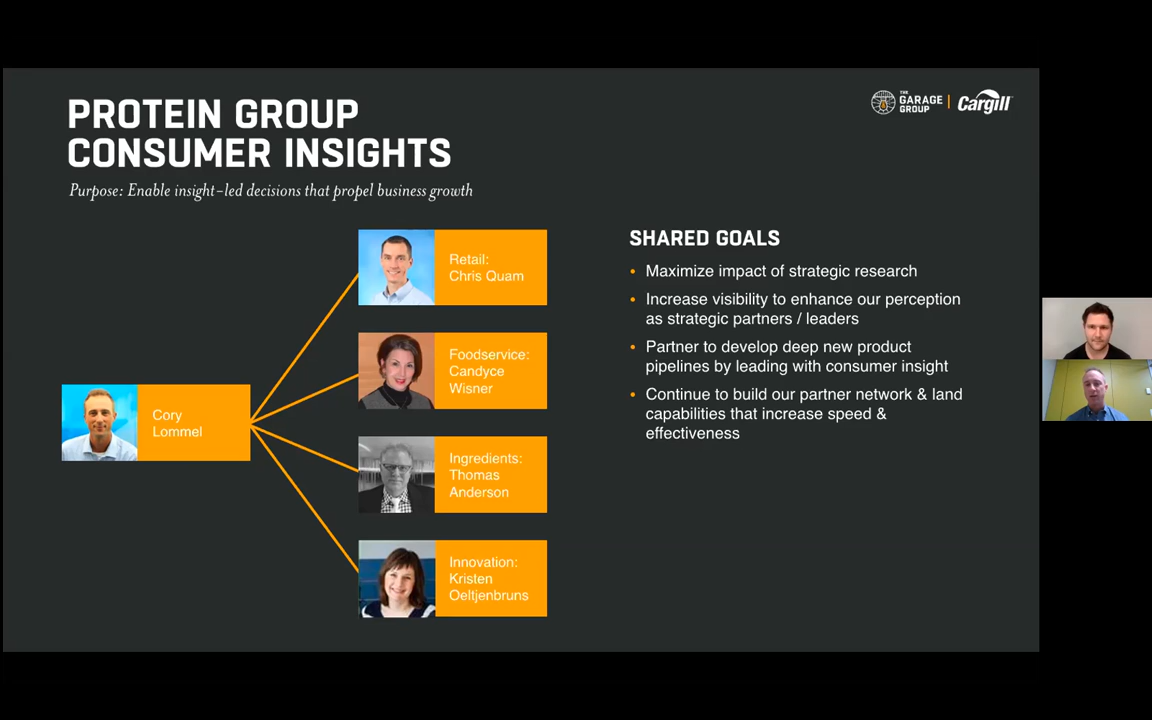 PROTEIN GROUP
CONSUMER INSIGHTS
Purpose: Enable insight-led decisions that propel business growth
THE
GARAGE
GROUP
Cargill
Cory
Lommel
Retail:
Chris Quam
Foodservice:
Candyce
Wisner
Ingredients:
Thomas
Anderson
Innovation:
Kristen
Oeltjenbruns
SHARED GOALS
• Maximize impact of strategic research
• Increase visibility to enhance our perception
as strategic partners / leaders
• Partner to develop deep new product
pipelines by leading with consumer insight
• Continue to build our partner network & land
capabilities that increase speed &
effectiveness